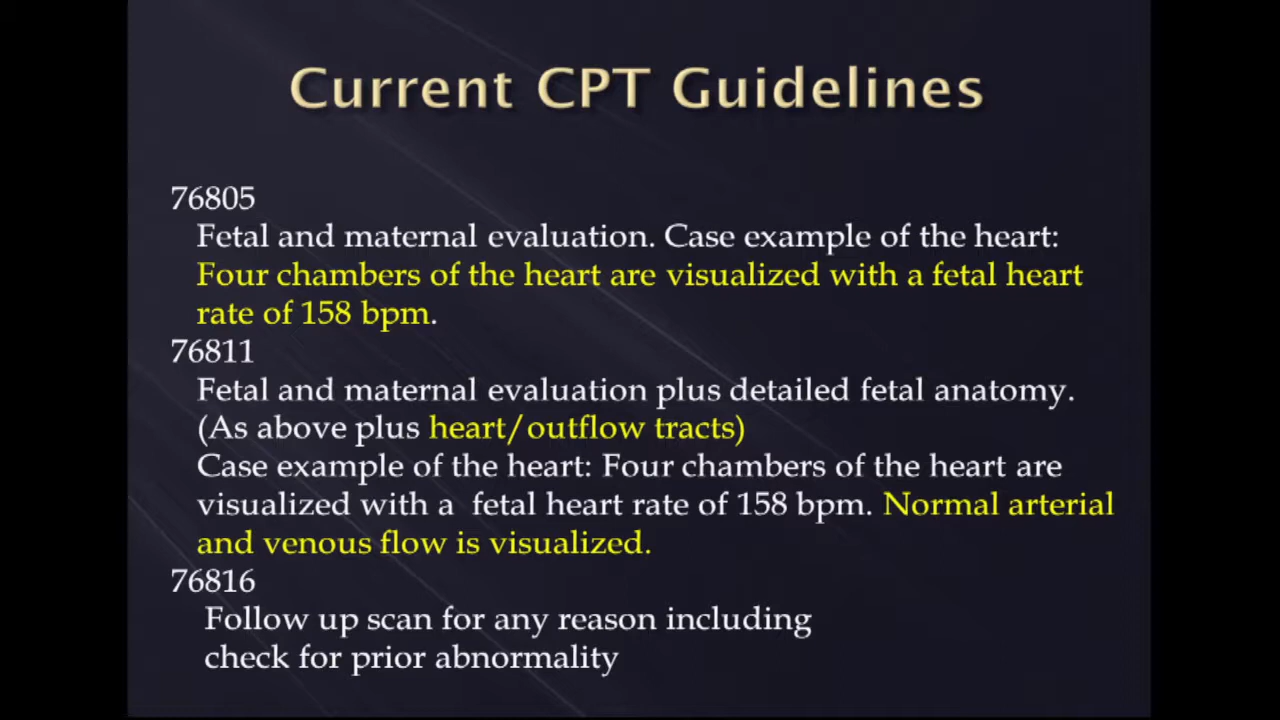 Current CPT Guidelines
76805
Fetal and maternal evaluation. Case example of the heart:
Four chambers of the heart are visualized with a fetal heart
rate of 158 bpm.
76811
Fetal and maternal evaluation plus detailed fetal anatomy.
(As above plus heart/outflow tracts)
Case example of the heart: Four chambers of the heart are
visualized with a  fetal heart rate of 158 bpm. Normal arterial
and venous flow is visualized.
76816
Follow up scan for any reason including
check for prior abnormality